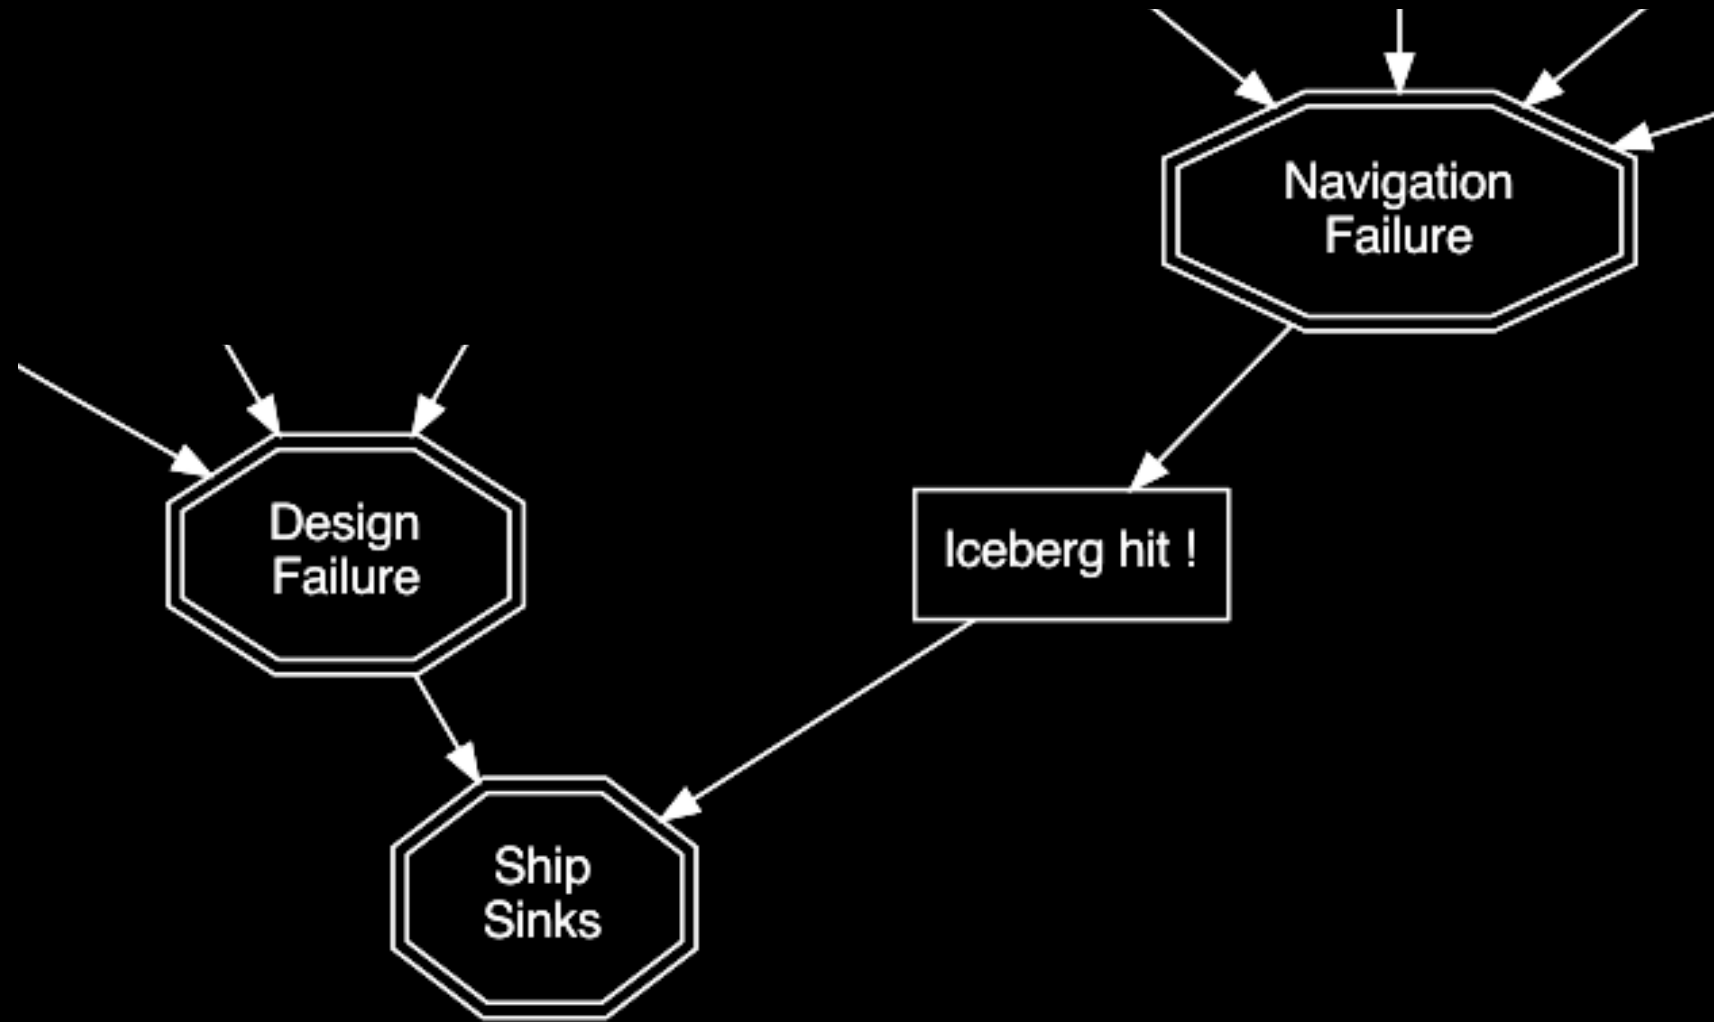 Navigation
Failure
Design
Failure
Iceberg hit !
Ship
Sinks